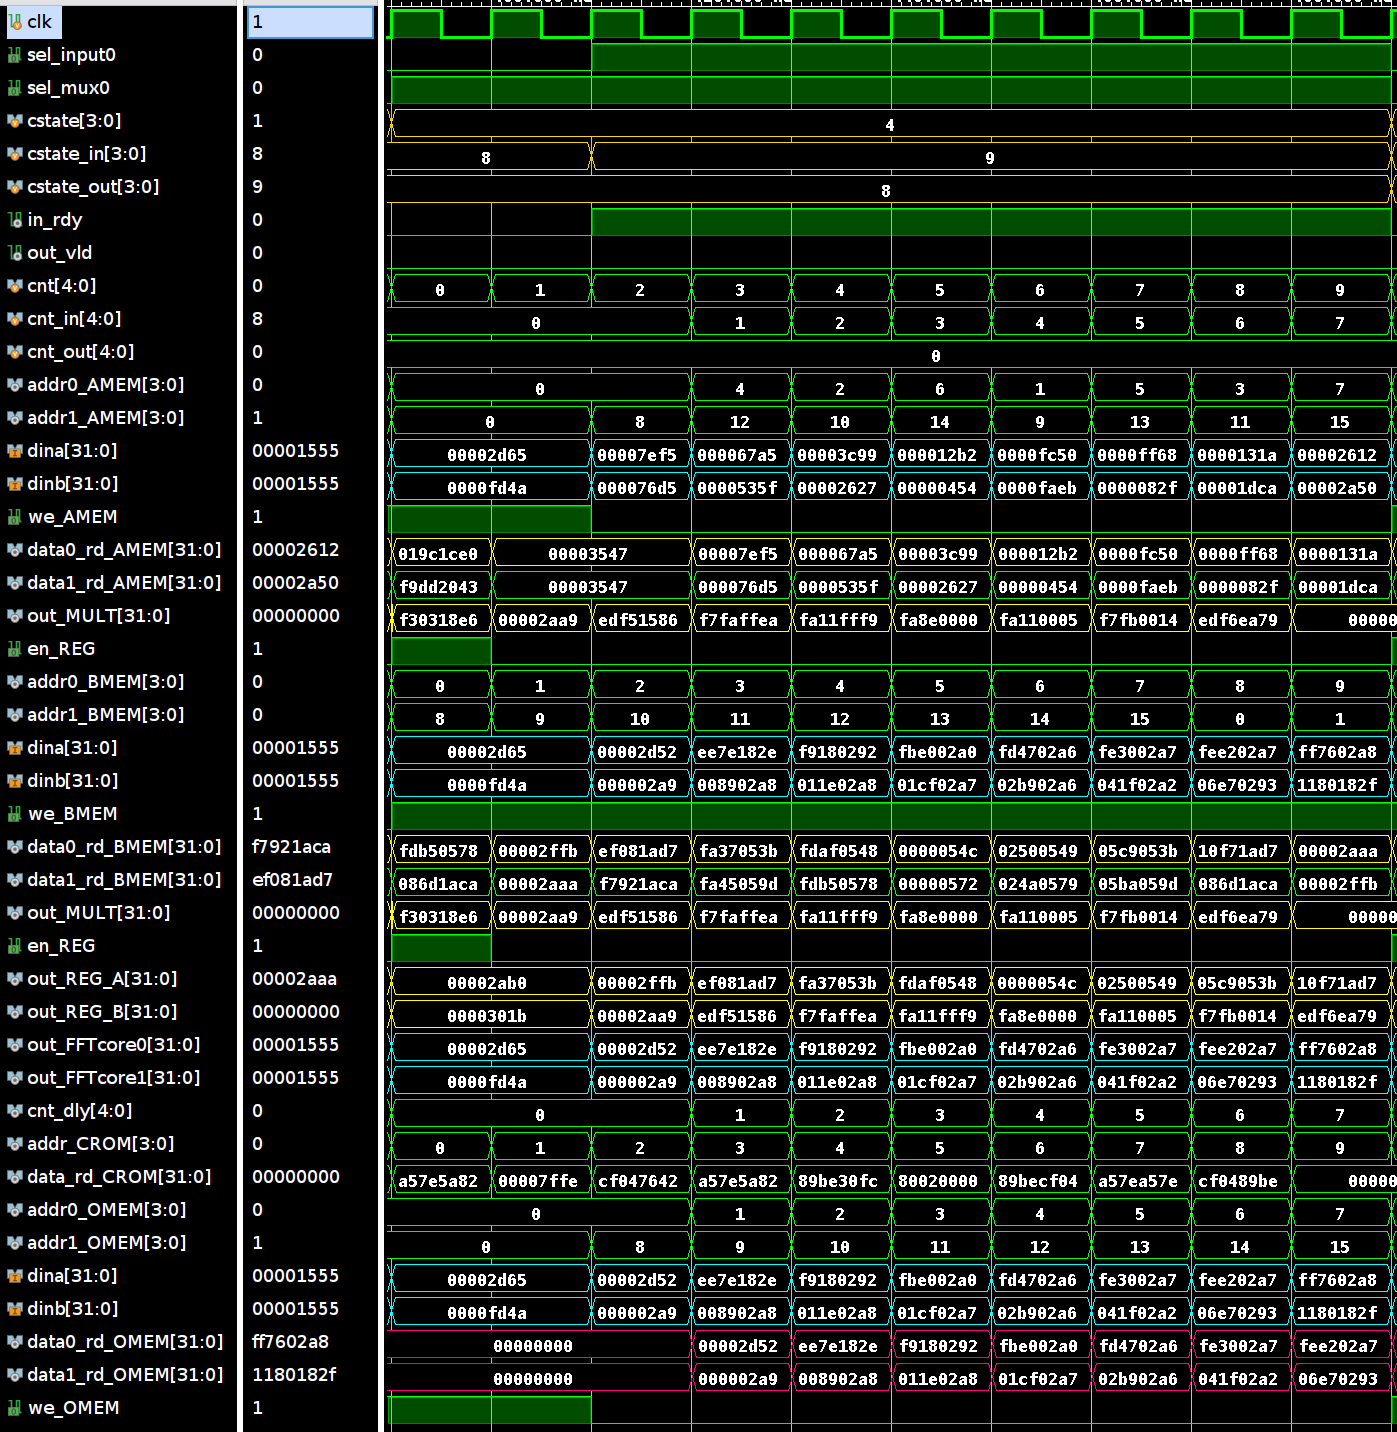 clk 1
sel_input0 0
sel_mux0 0
cstate[3:0] 1 4
cstate_in[3:0] 8 8 9
cstate_out[3:0] 9 8
in_rdy 0
out_vld 0
cnt[4:0] 0 0 1 2 3 4 5 6 7 8 9
cnt_in[4:0] 8 0 1 2 3 4 5 6 7
cnt_out[4:0] 0 0
addr0_AMEM[3:0] 0 0 4 2 6 1 5 3 7
addr1_AMEM[3:0] 1 0 8 12 10 14 9 13 11 15
dina[31:0] 00001555 00002d65 00007ef5 000067a5 00003c99 000012b2 0000fc50 0000ff68 0000131a 00002612
dinb[31:0] 00001555 0000fd4a 000076d5 0000535f 00002627 00000454 0000faeb 0000082f 00001dca 00002a50
we_AMEM 1
data0_rd_AMEM[31:0] 00002612 019c1ce0 00003547 00007ef5 000067a5 00003c99 000012b2 0000fc50 0000ff68 0000131a
data1_rd_AMEM[31:0] 00002a50 f9dd2043 00003547 000076d5 0000535f 00002627 00000454 0000faeb 0000082f 00001dca
out_MULT[31:0] 00000000 f30318e6 00002aa9 edf51586 f7faffea fa11fff9 fa8e0000 fa110005 f7fb0014 edf6ea79 00000
en_REG 1
addr0_BMEM[3:0] 0 0 1 2 3 4 5 6 7 8 9
addr1_BMEM[3:0] 0 8 9 10 11 12 13 14 15 0 1
dina[31:0] 00001555 00002d65 00002d52 ee7e182e f9180292 fbe002a0 fd4702a6 fe3002a7 fee202a7 ff7602a8
dinb[31:0] 00001555 0000fd4a 000002a9 008902a8 011e02a8 01cf02a7 02b902a6 041f02a2 06e70293 1180182f
we_BMEM 1
data0_rd_BMEM[31:0] f7921aca fdb50578 00002ffb ef081ad7 fa37053b fdaf0548 0000054c 02500549 05c9053b 10f71ad7 00002aaa
data1_rd_BMEM[31:0] ef081ad7 086d1aca 00002aaa f7921aca fa45059d fdb50578 00000572 024a0579 05ba059d 086d1aca 00002ffb
out_MULT[31:0] 00000000 f30318e6 00002aa9 edf51586 f7faffea fa11fff9 fa8e0000 fa110005 f7fb0014 edf6ea79 00000
en_REG 1
out_REG_A[31:0] 00002aaa 00002ab0 00002ffb ef081ad7 fa37053b fdaf0548 0000054c 02500549 05c9053b 10f71ad7
out_REG_B[31:0] 00000000 0000301b 00002aa9 edf51586 f7faffea fa11fff9 fa8e0000 fa110005 f7fb0014 edf6ea79
out_FFTcore0[31:0] 00001555 00002d65 00002d52 ee7e182e f9180292 fbe002a0 fd4702a6 fe3002a7 fee202a7 ff7602a8
out_FFTcore1[31:0] 00001555 0000fd4a 000002a9 008902a8 011e02a8 01cf02a7 02b902a6 041f02a2 06e70293 1180182f
cnt_dly[4:0] 0 0 1 2 3 4 5 6 7
addr_CROM[3:0] 0 0 1 2 3 4 5 6 7 8 9
data_rd_CROM[31:0] 00000000 a57e5a82 00007ffe cf047642 a57e5a82 89be30fc 80020000 89becf04 a57ea57e cf0489be 00000
addr0_OMEM[3:0] 0 0 1 2 3 4 5 6 7
addr1_OMEM[3:0] 1 0 8 9 10 11 12 13 14 15
dina[31:0] 00001555 00002d65 00002d52 ee7e182e f9180292 fbe002a0 fd4702a6 fe3002a7 fee202a7 ff7602a8
dinb[31:0] 00001555 0000fd4a 000002a9 008902a8 011e02a8 01cf02a7 02b902a6 041f02a2 06e70293 1180182f
data0_rd_OMEM[31:0] ff7602a8 00000000 00002d52 ee7e182e f9180292 fbe002a0 fd4702a6 fe3002a7 fee202a7
data1_rd_OMEM[31:0] 1180182f 00000000 000002a9 008902a8 011e02a8 01cf02a7 02b902a6 041f02a2 06e70293
we_OMEM 1